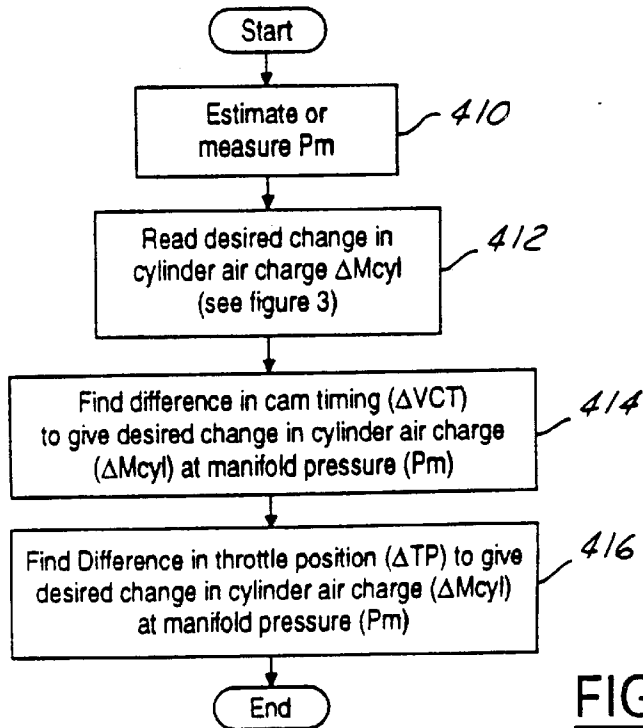 Start
Estimate or
measure Pm
410
Read desired change in
cylinder air charge ΔMcyl
(see figure 3)
412
Find difference in cam timing (ΔVCT)
to give desired change in cylinder air charge
(ΔMcyl) at manifold pressure (Pm)
414
Find Difference in throttle position (ΔTP) to give
desired change in cylinder air charge (ΔMcyl)
at manifold pressure (Pm)
416
End
FIG